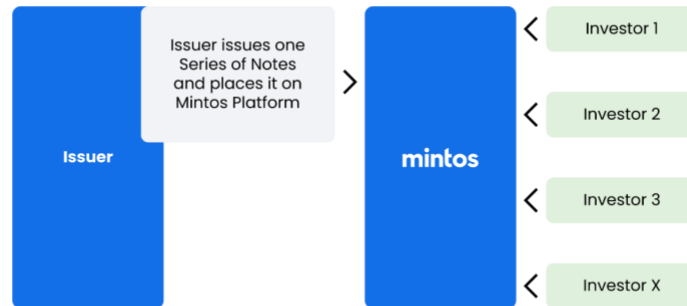 Issuer issues one
Series of Notes
and places it on
Mintos Platform
Issuer
mintos
Investor 1
Investor 2
Investor 3
Investor X